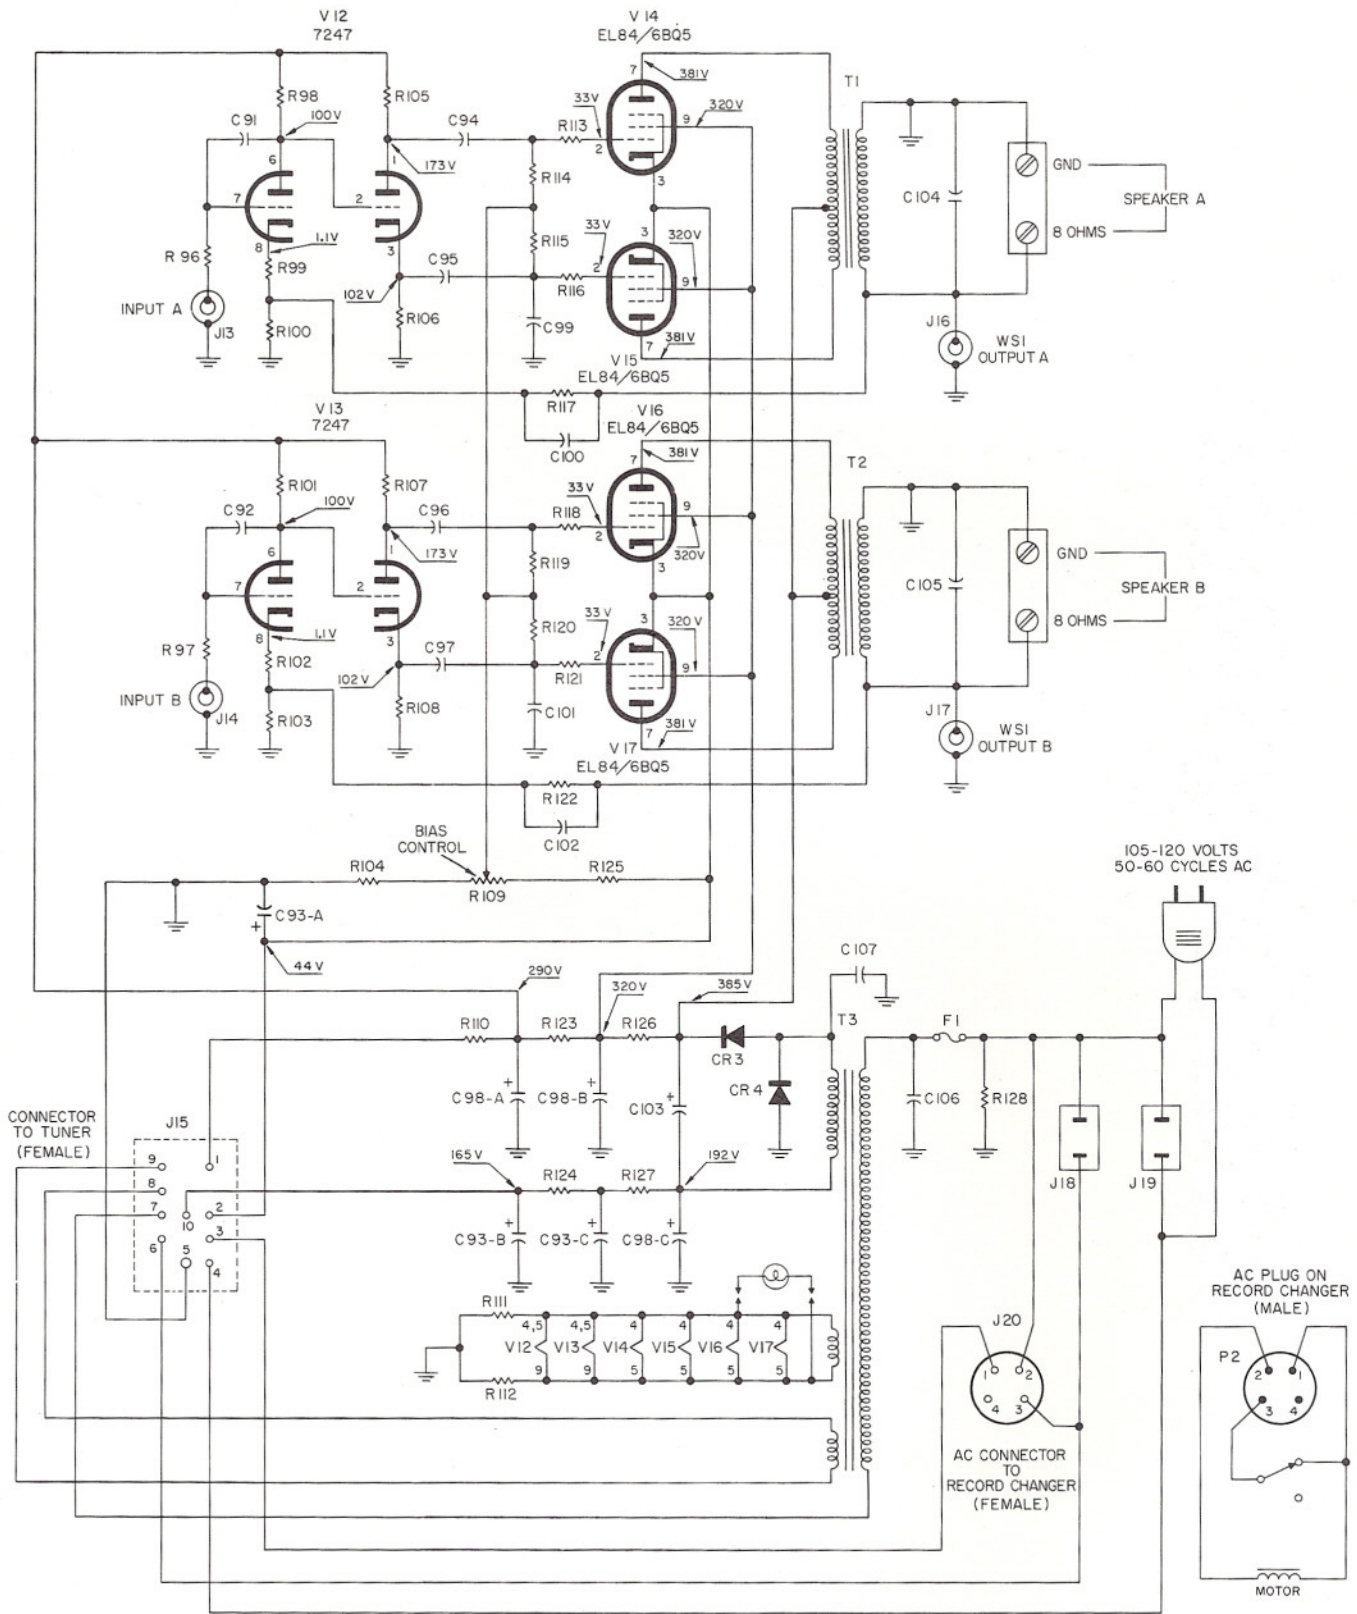 V 12
7247
V 14
EL84/6BQ5
7
381V
T1
R98
R105
C91
100V
C94
33V
R113
2
320V
9
6
1
173V
R114
3
GND
7
2
C104
SPEAKER A
8
1.1V
3
R115
33V
3
320V
8 OHMS
R 96
R99
C95
2
9
102V
R116
INPUT A
J13
R100
R106
C99
381V
7
J16
WSI
OUTPUT A
V 15
EL84/6BQ5
R117
V 13
7247
V16
EL84/6BQ5
C100
7
381V
T2
R101
R107
C92
100V
C96
33V
R118
2
9
320V
6
1
173V
R119
3
GND
7
2
C105
SPEAKER B
8
1.1V
3
R120
33V
3
320V
8 OHMS
R97
R102
C97
2
9
102V
R121
INPUT B
J14
R103
R108
C101
381V
7
J17
WSI
OUTPUT B
V 17
EL84/6BQ5
R122
C102
BIAS
CONTROL
R104
R109
R125
105-120 VOLTS
50-60 CYCLES AC
C93-A
+
44V
C107
290V
320V
385V
R110
R123
R126
T3
F1
CR3
CR4
+
C98-A
+
C98-B
+
C103
C106
R128
CONNECTOR
TO TUNER
(FEMALE)
J15
9
1
8
7
10
2
3
6
5
4
165V
R124
R127
192V
J18
J19
+
C93-B
+
C93-C
+
C98-C
AC PLUG ON
RECORD CHANGER
(MALE)
R111
4,5
4,5
4
4
4
4
V12
V13
V14
V15
V16
V17
9
9
5
5
5
5
R112
J20
1
2
4
3
P2
2
1
3
4
AC CONNECTOR
TO
RECORD CHANGER
(FEMALE)
MOTOR